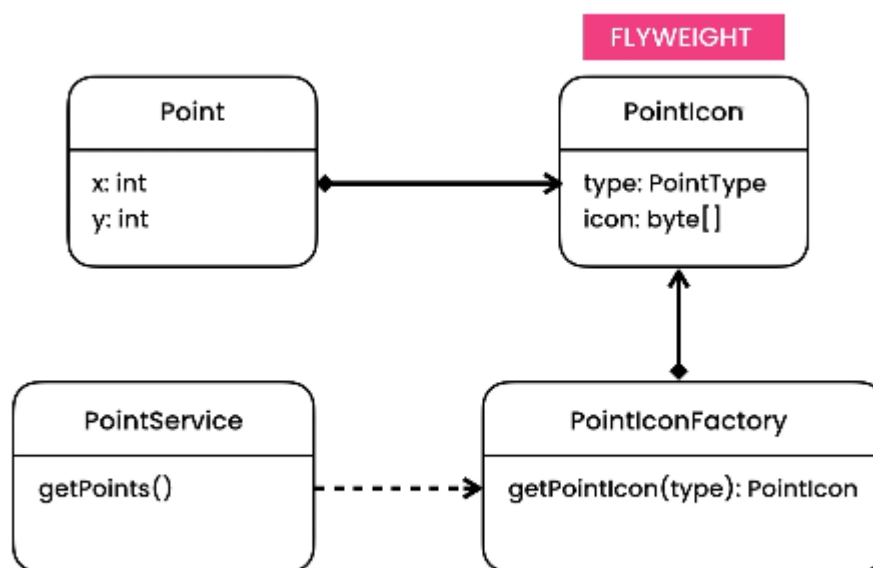 FLYWEIGHT
Point
x: int
y: int
PointIcon
type: PointType
icon: byte[]
PointService
getPoints()
PointIconFactory
getPointIcon(type): PointIcon